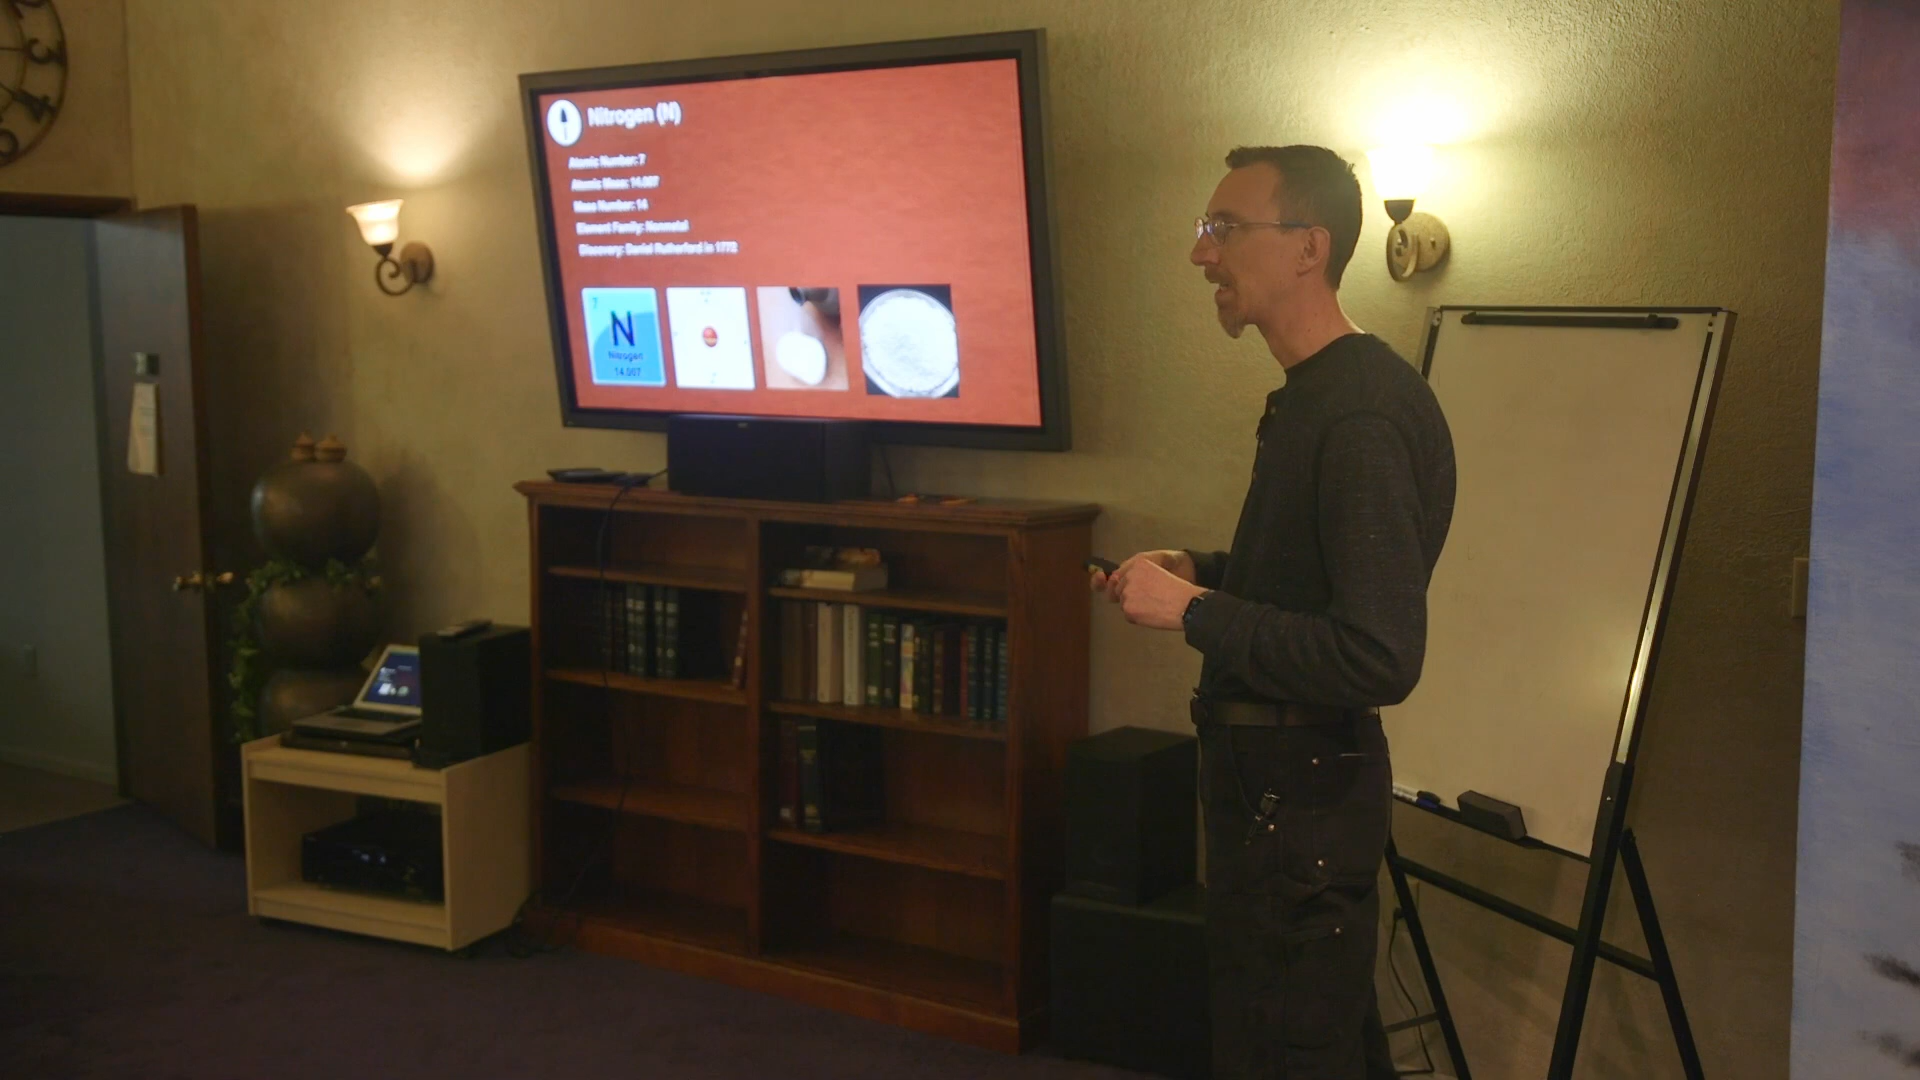 Nitrogen (N)
Atomic Number: 7
Atomic Mass: 14.007
Mass Number: 14
Element Family: Nonmetal
Discovery: Daniel Rutherford in 1772
7
N
Nitrogen
14.007